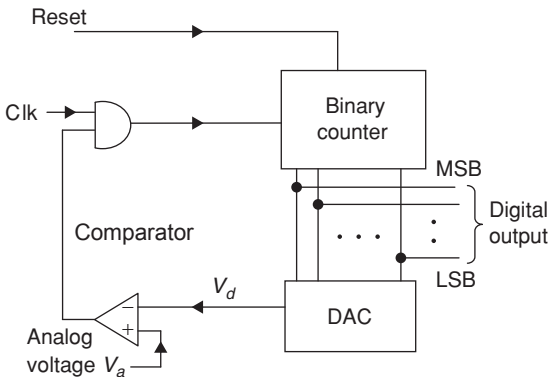 Reset
Clk
Binary
counter
MSB
Digital
output
LSB
Comparator
V_d
DAC
−
+
Analog
voltage V_a